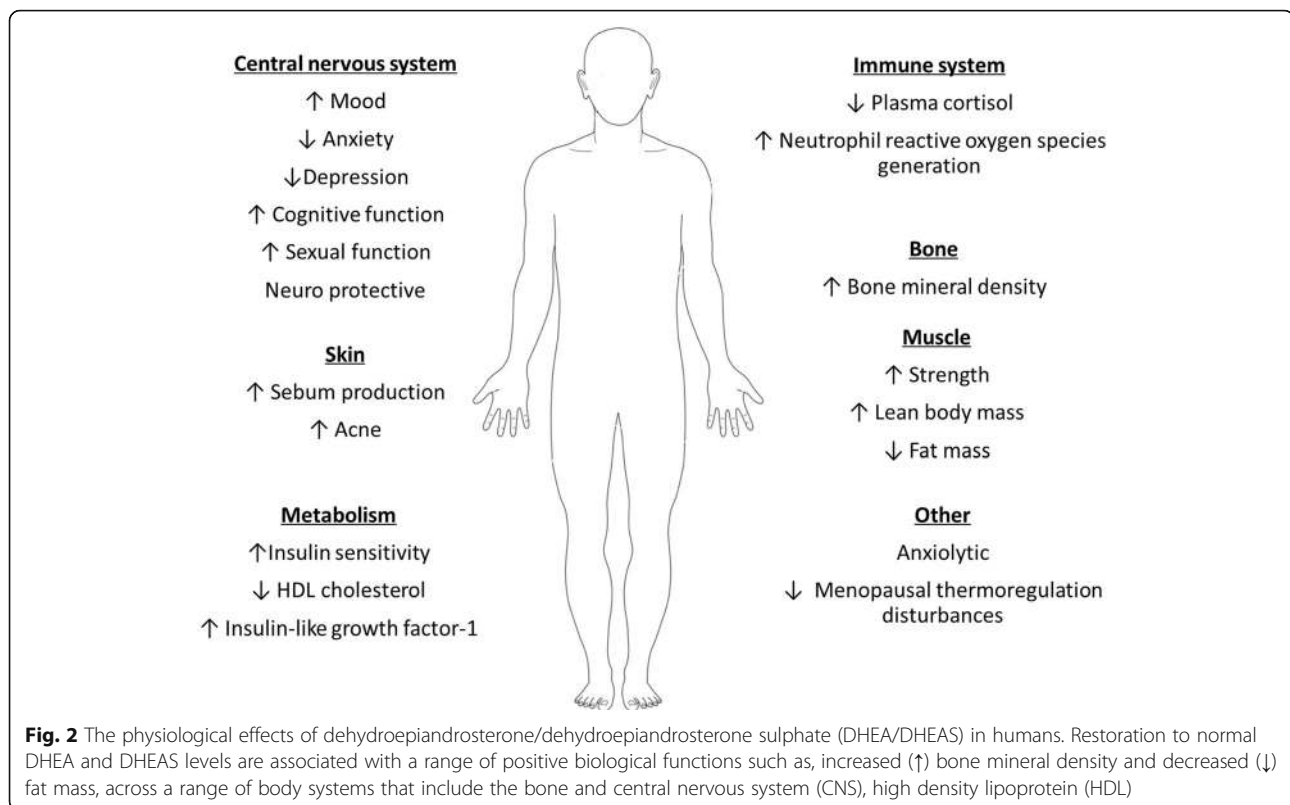 Central nervous system
↑ Mood
↓ Anxiety
↓Depression
↑ Cognitive function
↑ Sexual function
Neuro protective
Skin
↑ Sebum production
↑ Acne
Metabolism
↑Insulin sensitivity
↓ HDL cholesterol
↑ Insulin-like growth factor-1
Immune system
↓ Plasma cortisol
↑ Neutrophil reactive oxygen species
generation
Bone
↑ Bone mineral density
Muscle
↑ Strength
↑ Lean body mass
↓ Fat mass
Other
Anxiolytic
↓ Menopausal thermoregulation
disturbances
Fig. 2 The physiological effects of dehydroepiandrosterone/dehydroepiandrosterone sulphate (DHEA/DHEAS) in humans. Restoration to normal
DHEA and DHEAS levels are associated with a range of positive biological functions such as, increased (↑) bone mineral density and decreased (↓)
fat mass, across a range of body systems that include the bone and central nervous system (CNS), high density lipoprotein (HDL)